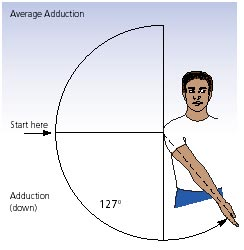 Average Adduction
Start here
Adduction
(down)
127°